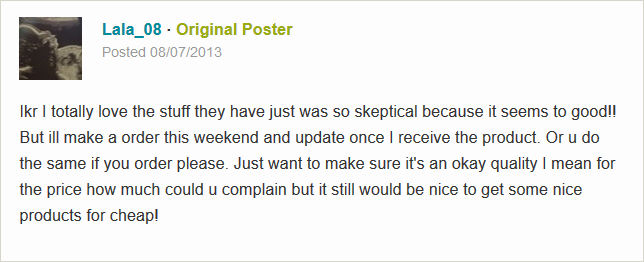 Lala_08 · Original Poster
Posted 08/07/2013
Ikr I totally love the stuff they have just was so skeptical because it seems to good!!
But ill make a order this weekend and update once I receive the product. Or u do
the same if you order please. Just want to make sure it's an okay quality I mean for
the price how much could u complain but it still would be nice to get some nice
products for cheap!